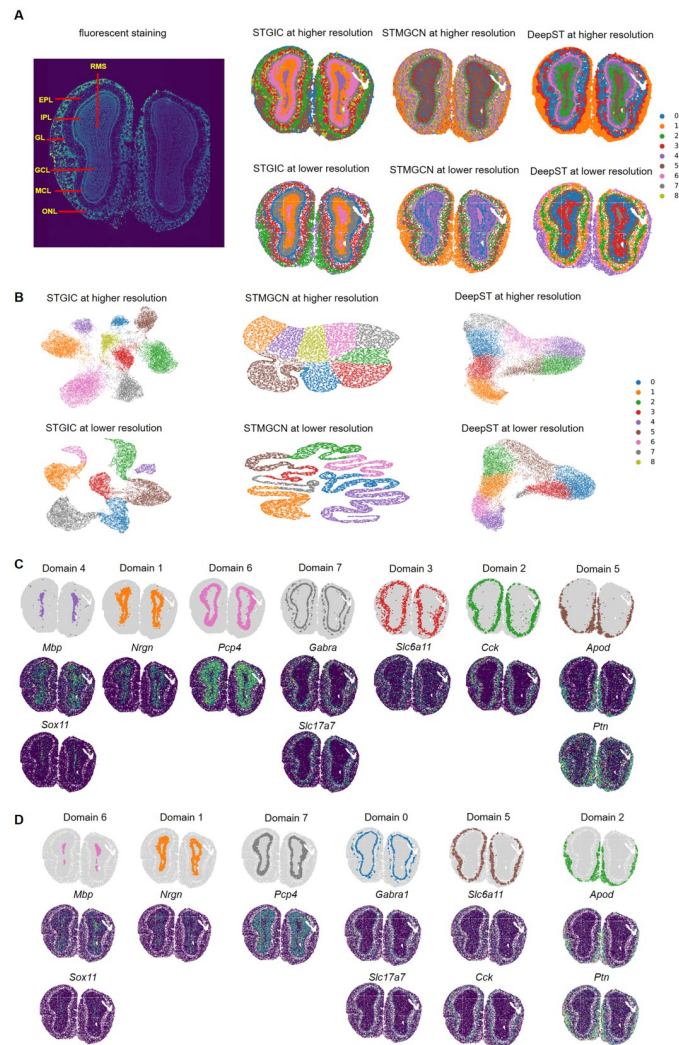 A
fluorescent staining
STGIC at higher resolution
STMGCN at higher resolution
DeepST at higher resolution
RMS
EPL
IPL
GL
GCL
MCL
ONL
0
1
2
3
4
5
6
7
8
STGIC at lower resolution
STMGCN at lower resolution
DeepST at lower resolution
B
STGIC at higher resolution
STMGCN at higher resolution
DeepST at higher resolution
0
1
2
3
4
5
6
7
8
STGIC at lower resolution
STMGCN at lower resolution
DeepST at lower resolution
C
Domain 4
Domain 1
Domain 6
Domain 7
Domain 3
Domain 2
Domain 5
Mbp
Nrgn
Pcp4
Gabra
Slc6a11
Cck
Apod
Sox11
Slc17a7
Ptn
D
Domain 6
Domain 1
Domain 7
Domain 0
Domain 5
Domain 2
Mbp
Nrgn
Pcp4
Gabra1
Slc6a11
Apod
Sox11
Slc17a7
Cck
Ptn